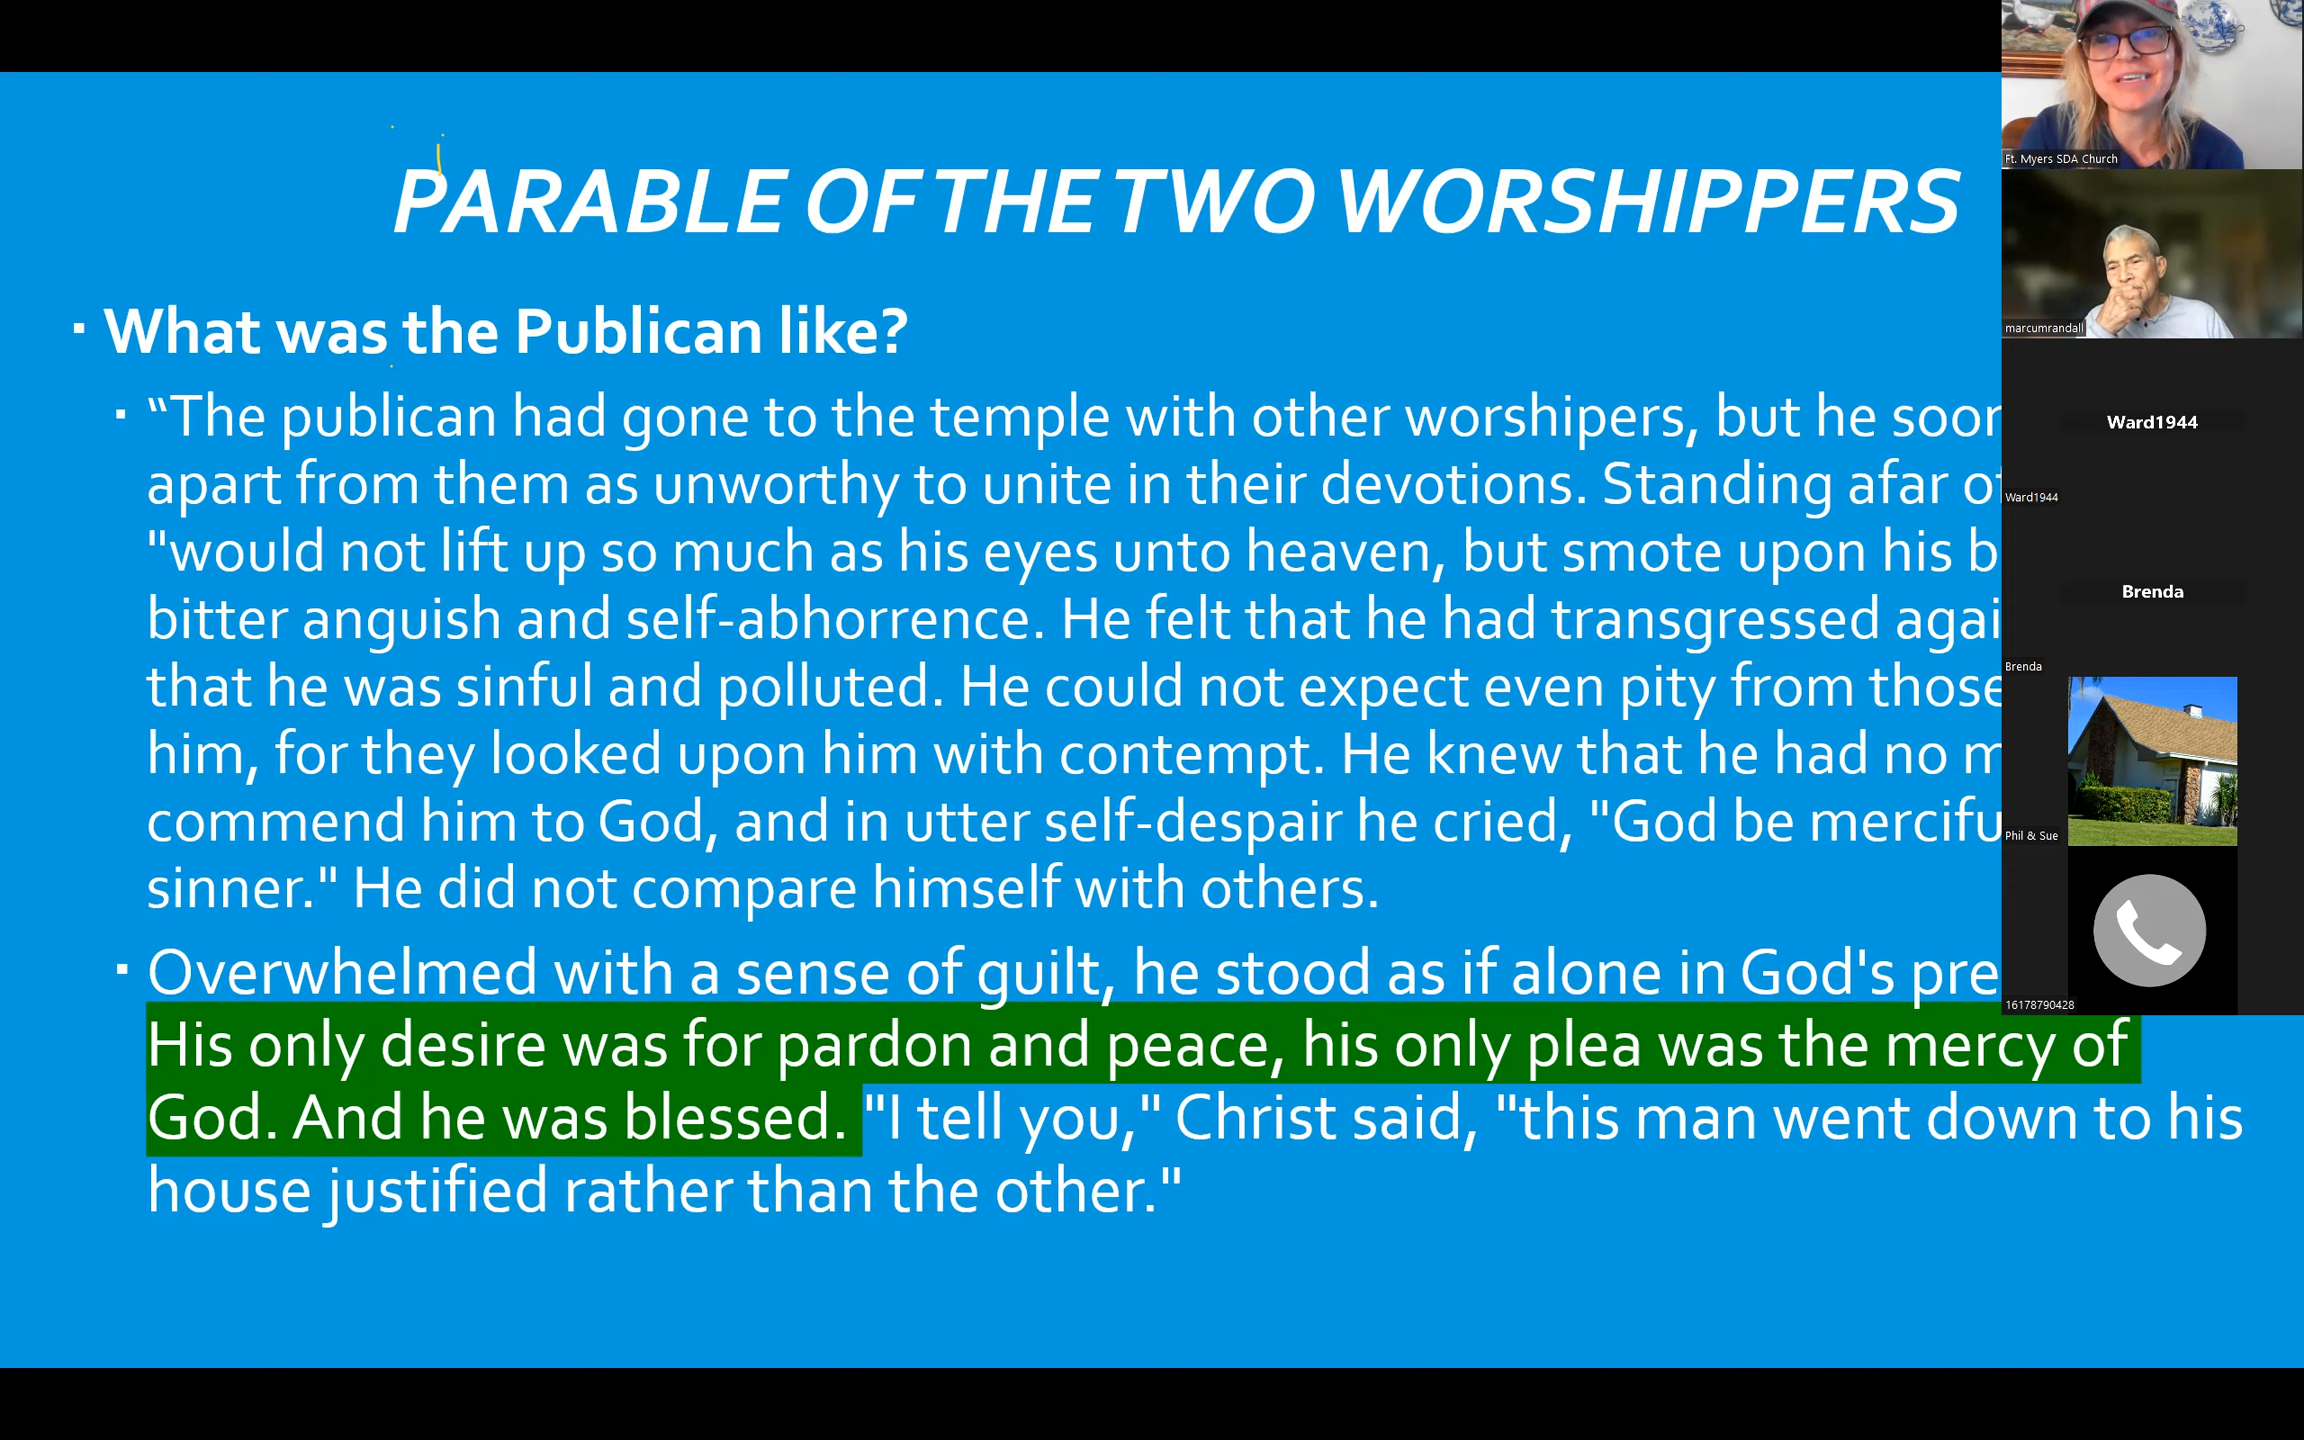 PARABLE OF THE TWO WORSHIPPERS
▪ What was the Publican like?
▪ “The publican had gone to the temple with other worshipers, but he
apart from them as unworthy to unite in their devotions. Standing afar
"would not lift up so much as his eyes unto heaven, but smote upon his
bitter anguish and self-abhorrence. He felt that he had transgressed
that he was sinful and polluted. He could not expect even pity from those
him, for they looked upon him with contempt. He knew that he had no
commend him to God, and in utter self-despair he cried, "God be
sinner." He did not compare himself with others.
▪ Overwhelmed with a sense of guilt, he stood as if alone in God's
His only desire was for pardon and peace, his only plea was the mercy of
God. And he was blessed. "I tell you," Christ said, "this man went down to his
house justified rather than the other."
Ft. Myers SDA Church
marcumrandall
Ward1944
Ward1944
Brenda
Brenda
Phil & Sue
16178790428